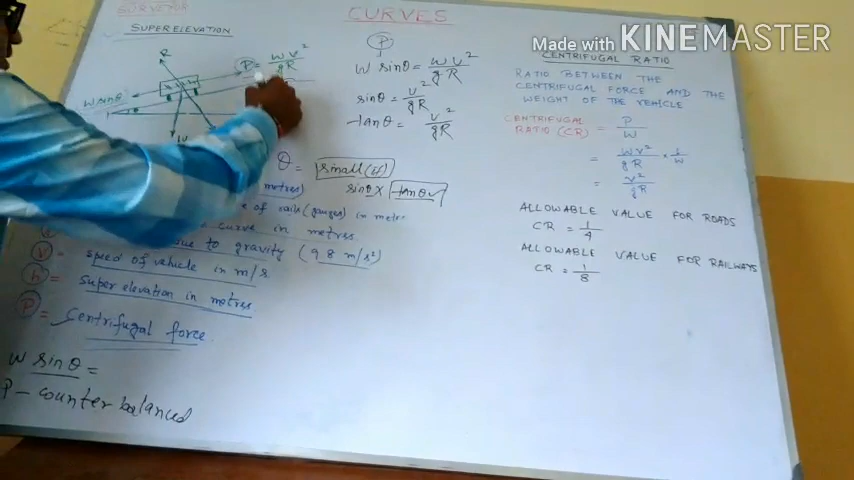 SURVEYOR
CURVES
SUPERELEVATION
R
P = WV²/gR
W sinθ
W
P
W sinθ = WV²/gR
sinθ = V²/gR
tanθ = V²/gR
θ = small (if)
sinθ x tanθ ✓
metres)
e of rails (gauges) in metre
curve in metres
due to gravity (9.8 m/s²)
V = speed of vehicle in m/s.
h = super elevation in metres
P = Centrifugal force.
W sinθ =
P - counter balanced
Made with KINEMASTER
CENTRIFUGAL RATIO
RATIO BETWEEN THE
CENTRIFUGAL FORCE AND THE
WEIGHT OF THE VEHICLE
CENTRIFUGAL RATIO (CR) = P/W
= WV²/gR × 1/W
= V²/gR
ALLOWABLE VALUE FOR ROADS
CR = 1/4
ALLOWABLE VALUE FOR RAILWAYS
CR = 1/8